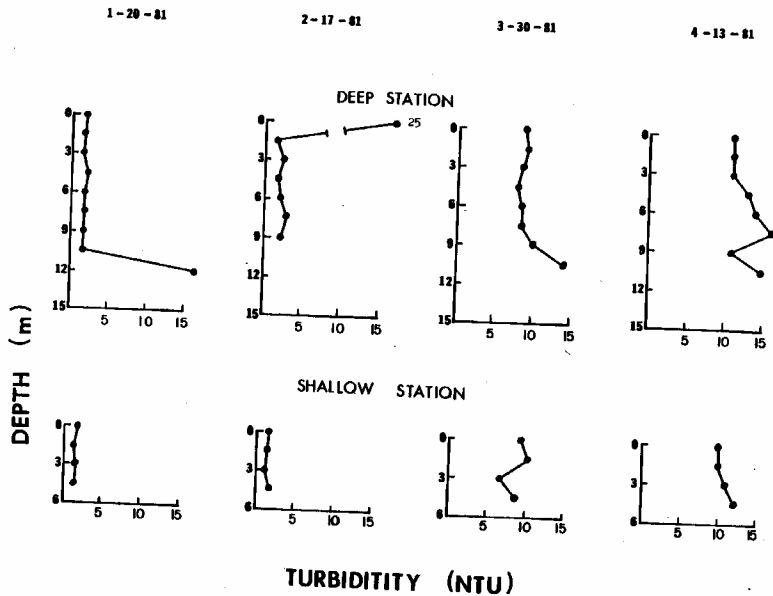 1-20-81 2-17-81 3-30-81 4-13-81
DEEP STATION
0 0 0 0
25
3 3 3 3
6 6 6 6
9 9 9 9
12 12 12 12
15 15 15 15
5 10 15 5 10 15 5 10 15 5 10 15
DEPTH (m)
SHALLOW STATION
0 0 0 0
3 3 3 3
6 6 6 6
5 10 15 5 10 15 5 10 15 5 10 15
TURBIDITITY (NTU)